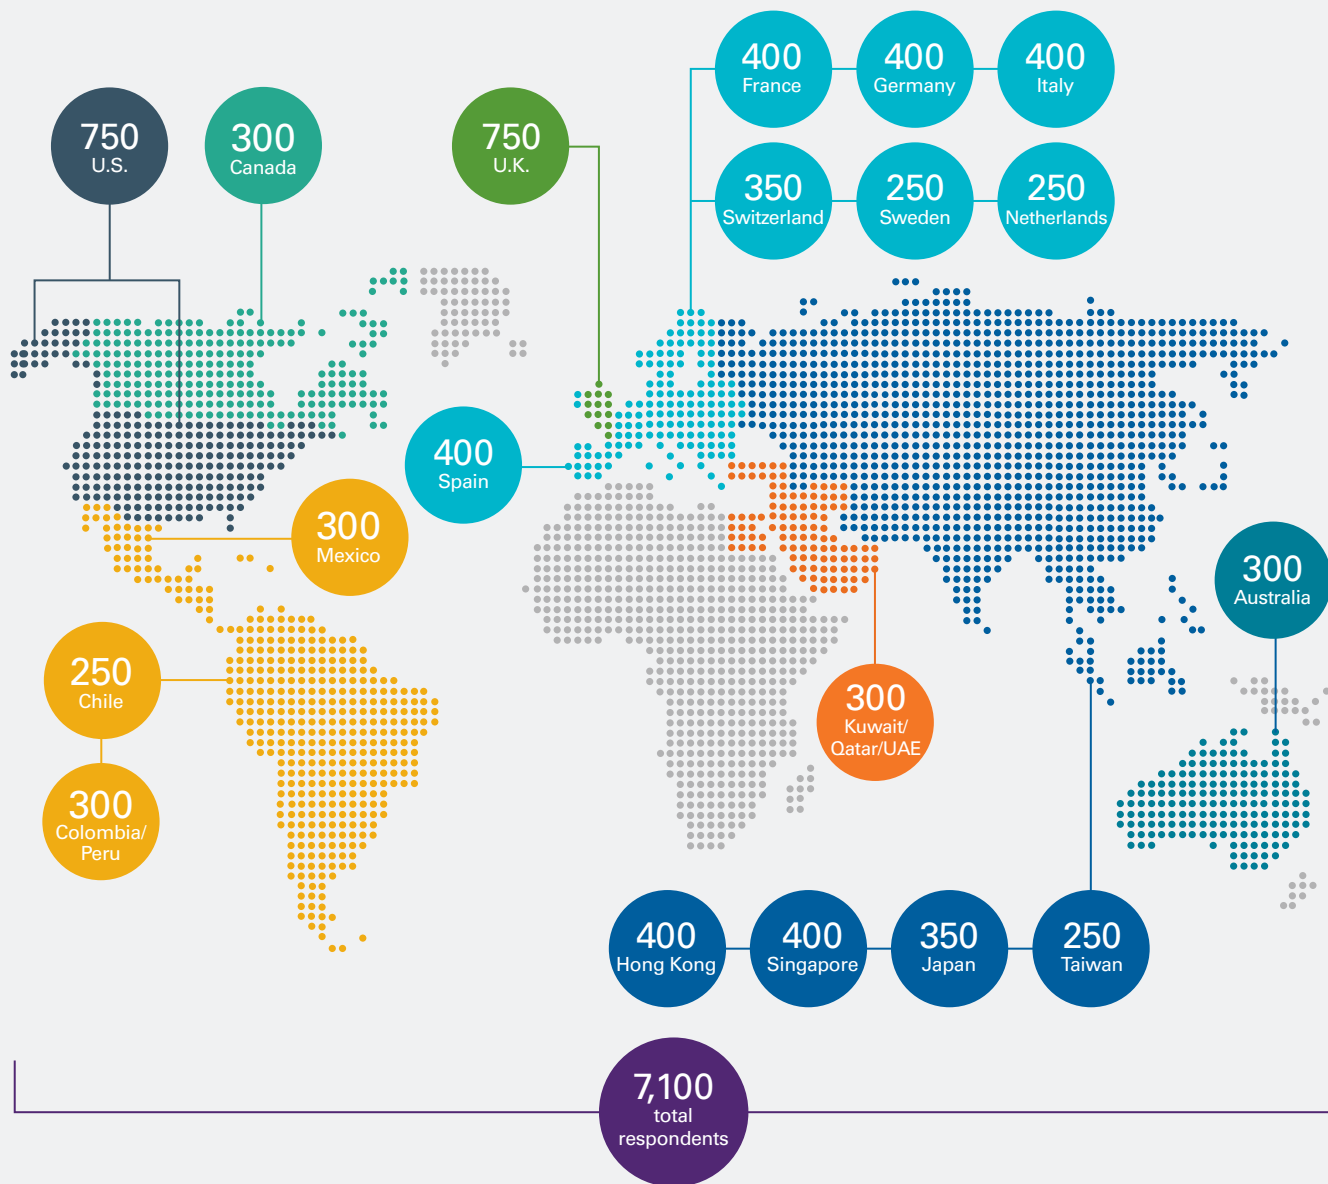 400
France
400
Germany
400
Italy
750
U.S.
300
Canada
750
U.K.
350
Switzerland
250
Sweden
250
Netherlands
400
Spain
300
Mexico
300
Australia
250
Chile
300
Kuwait/
Qatar/UAE
300
Colombia/
Peru
400
Hong Kong
400
Singapore
350
Japan
250
Taiwan
7,100
total
respondents